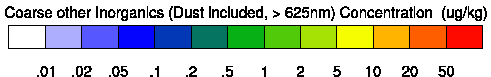 Coarse other Inorganics (Dust Included, > 625nm) Concentration (ug/kg)
.01 .02 .05 .1 .2 .5 1 2 5 10 20 50